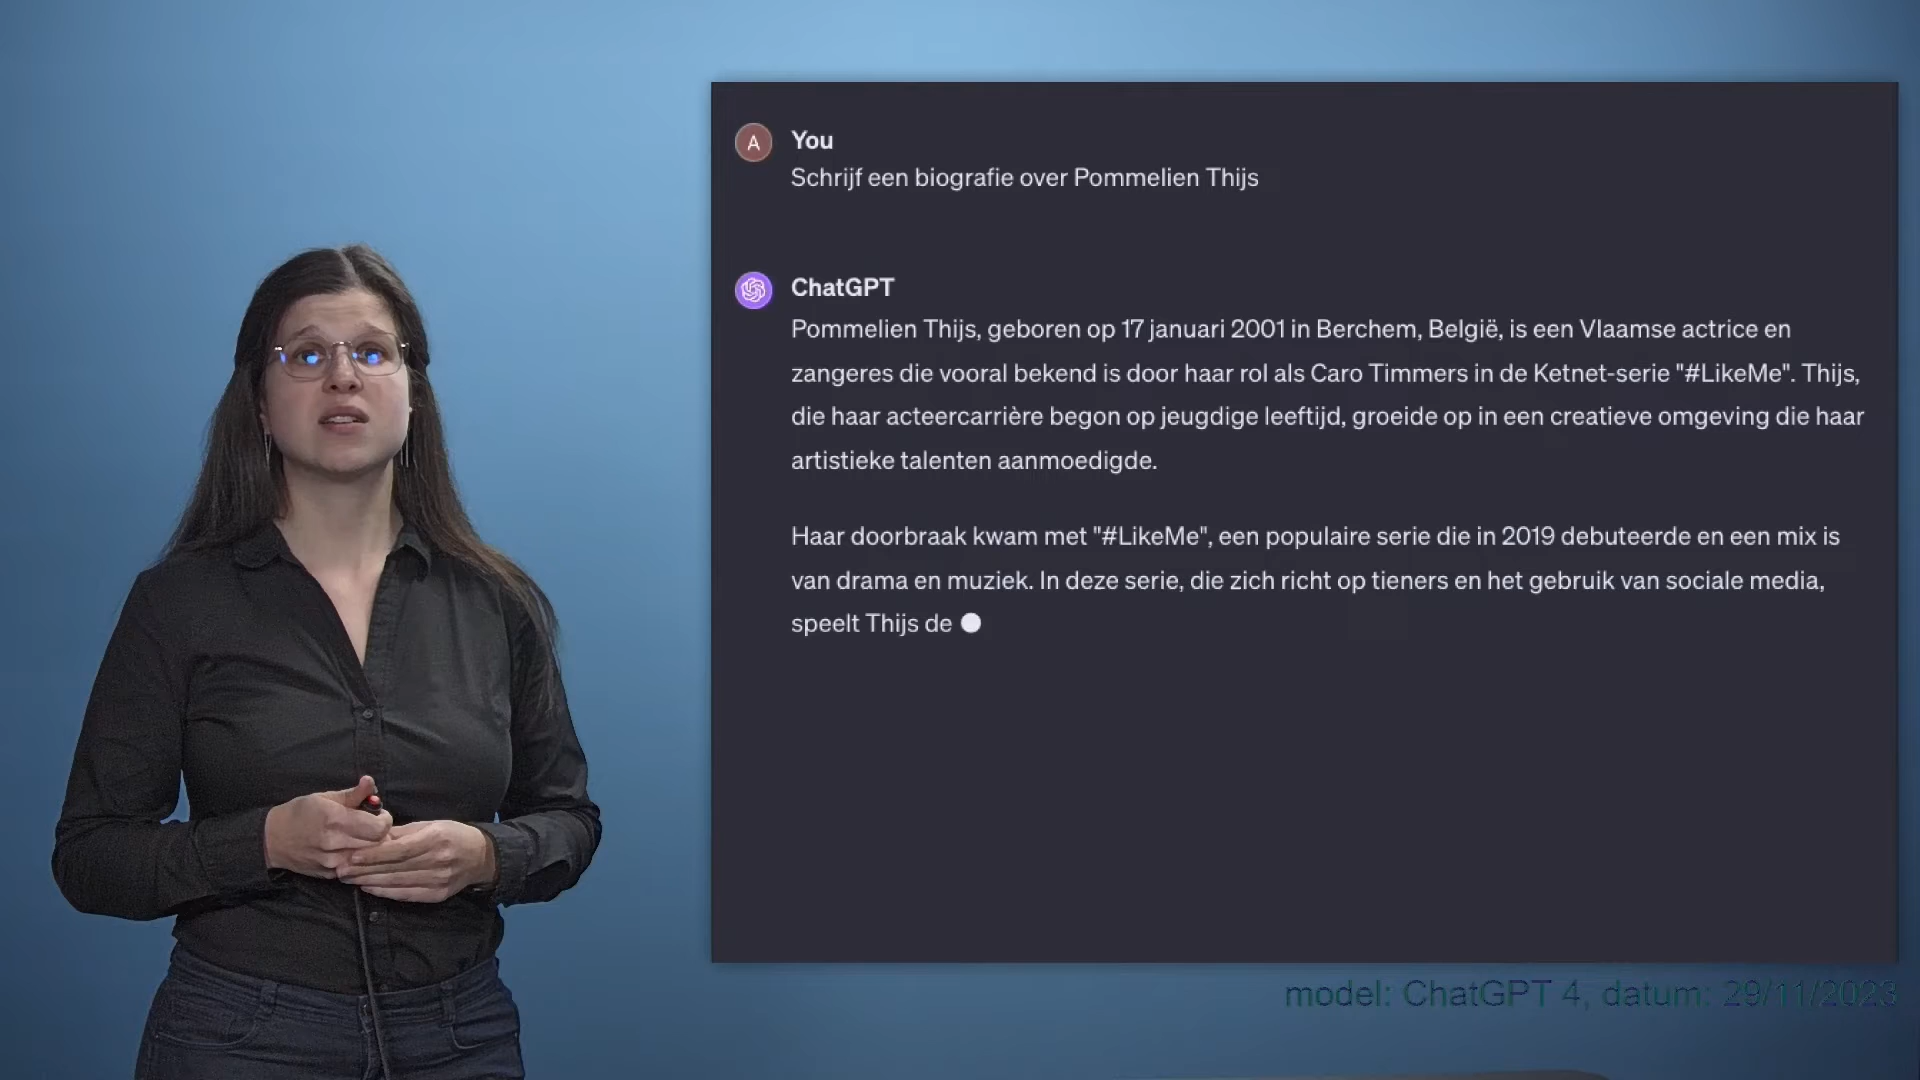 A
You
Schrijf een biografie over Pommelien Thijs
ChatGPT
Pommelien Thijs, geboren op 17 januari 2001 in Berchem, België, is een Vlaamse actrice en
zangeres die vooral bekend is door haar rol als Caro Timmers in de Ketnet-serie "#LikeMe". Thijs,
die haar acteercarrière begon op jeugdige leeftijd, groeide op in een creatieve omgeving die haar
artistieke talenten aanmoedigde.
Haar doorbraak kwam met "#LikeMe", een populaire serie die in 2019 debuteerde en een mix is
van drama en muziek. In deze serie, die zich richt op tieners en het gebruik van sociale media,
speelt Thijs de
model: ChatGPT 4, datum: 29/11/2023